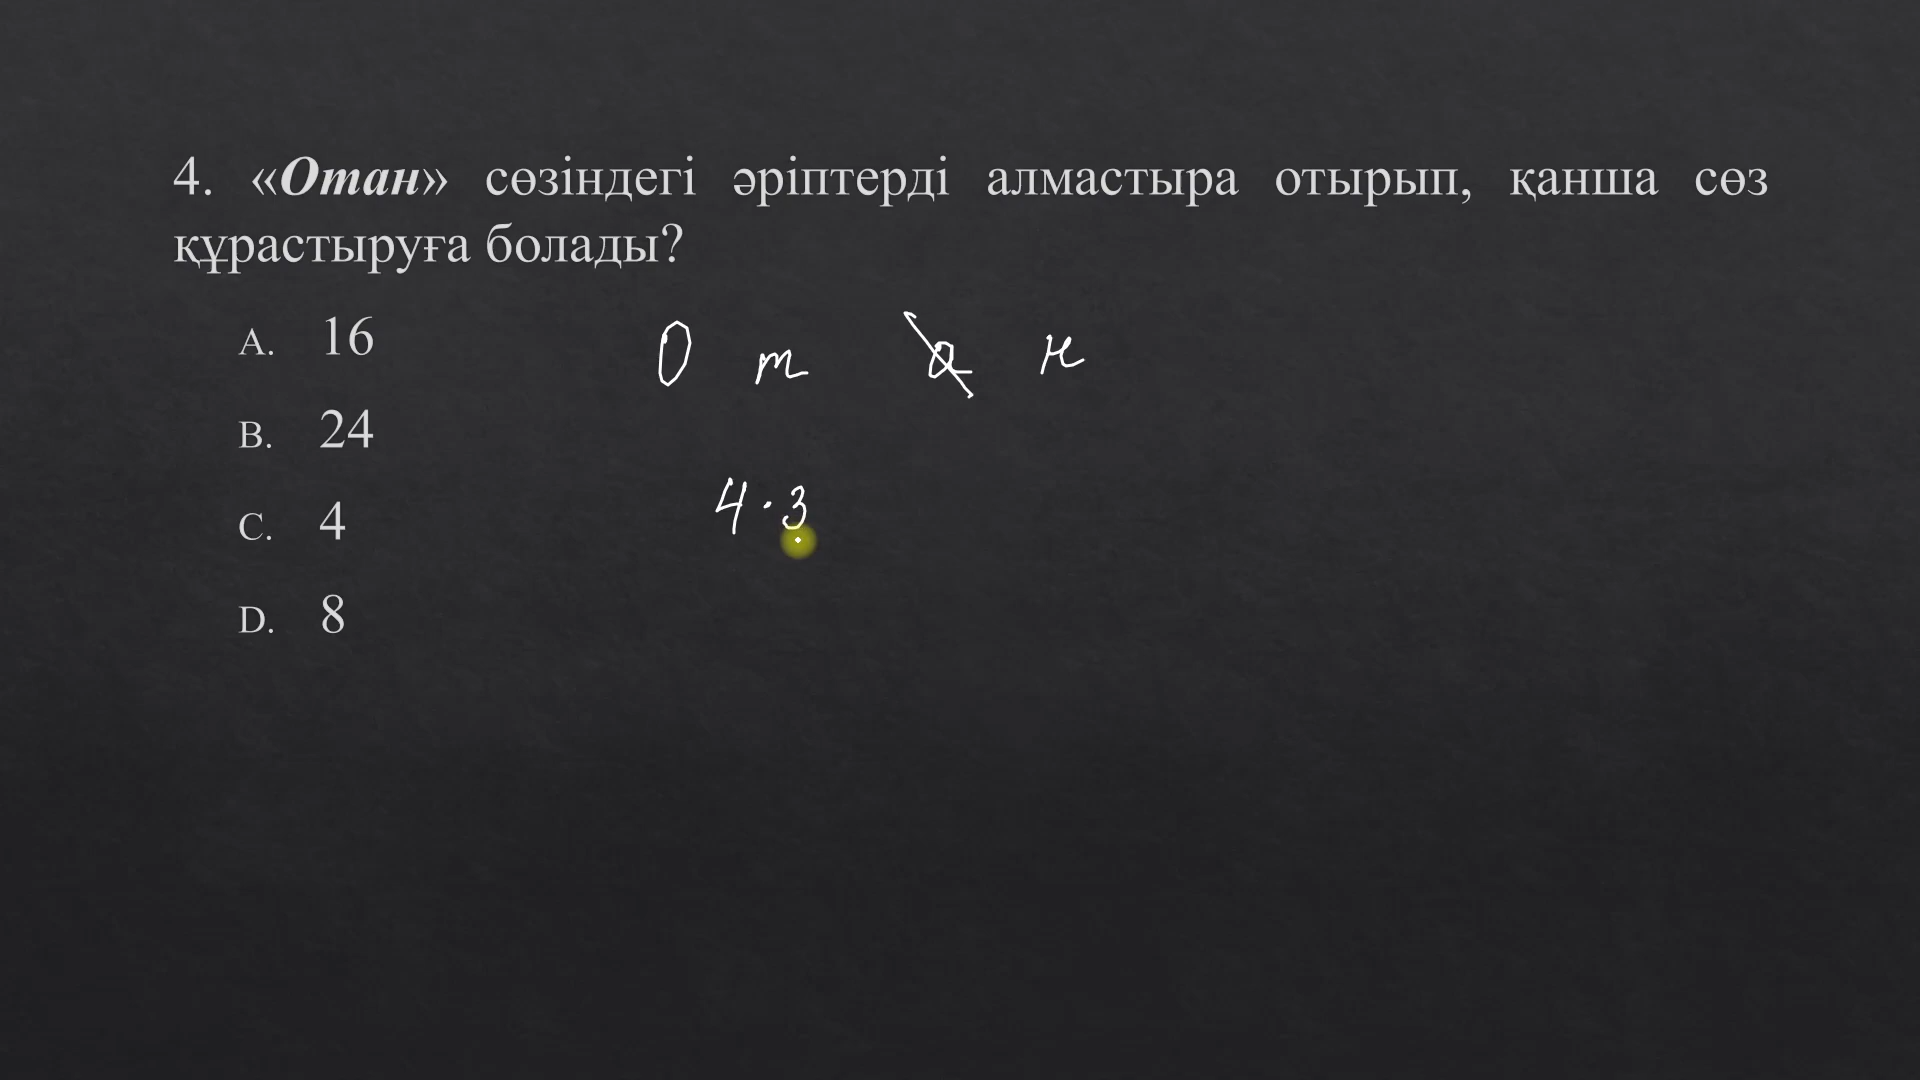 4. «Отан» сөзіндегі әріптерді алмастыра отырып, қанша сөз
құрастыруға болады?
A. 16
B. 24
C. 4
D. 8
О т а н
4 · 3